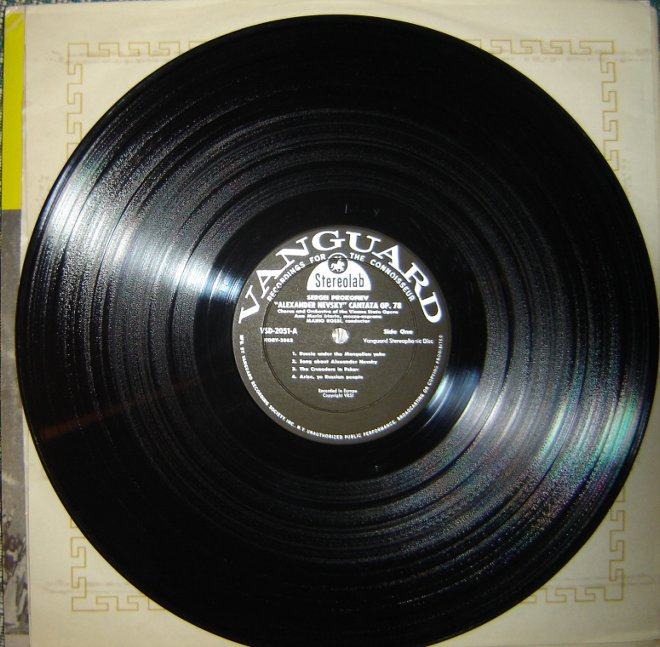 VANGUARD
RECORDINGS FOR THE CONNOISSEUR
Stereolab
SERGEI PROKOFIEV
"ALEXANDER NEVSKY" CANTATA OP. 78
Chorus and Orchestra of the Vienna State Opera
Ana Maria Iriarte, mezzo-soprano
MARIO ROSSI, conductor
VSD-2051-A
Side One
Vanguard Stereophonic Disc
1. Russia under the Mongolian yoke
2. Song about Alexander Nevsky
3. The Crusaders in Pskov
4. Arise, ye Russian people
Recorded in Europe
Copyright VRSI
MFD. BY VANGUARD RECORDING SOCIETY INC. N.Y. UNAUTHORIZED PUBLIC PERFORMANCE, BROADCASTING OR COPYING PROHIBITED